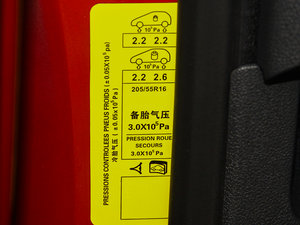 PRESSIONS CONTROLEES PNEUS FROIDS (±0.05X10⁵pa)
冷胎气压 (±0.05x10⁵Pa)
10⁵Pa
2.2 2.2
10⁵Pa
2.2 2.6
205/55R16
备胎气压
3.0X10⁵Pa
PRESSION ROUE
SECOURS
3.0X10⁵Pa